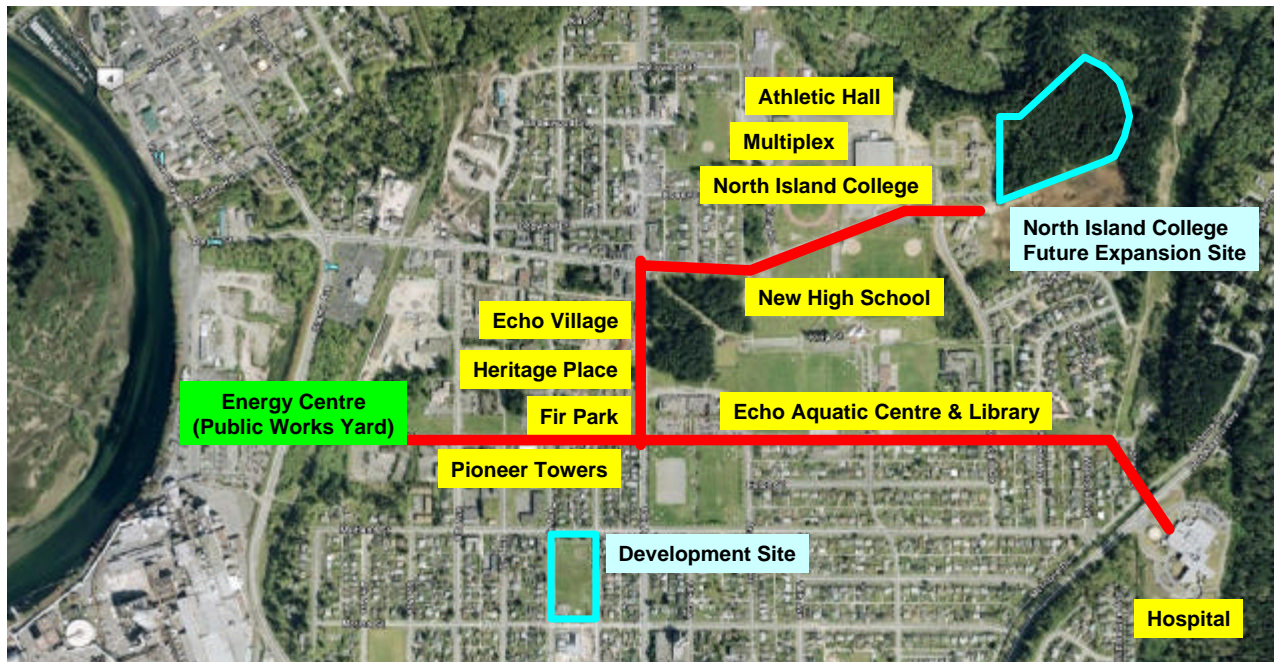 4
Athletic Hall
Multiplex
North Island College
North Island College
Future Expansion Site
New High School
Echo Village
Heritage Place
Energy Centre
(Public Works Yard)
Fir Park
Echo Aquatic Centre & Library
Pioneer Towers
Development Site
Hospital